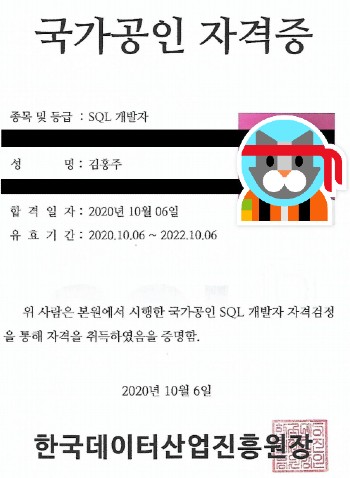 국가공인 자격증
종목 및 등급 : SQL 개발자
성 명 : 김홍주
합 격 일 자 : 2020년 10월 06일
유 효 기 간 : 2020.10.06 ~ 2022.10.06
위 사람은 본원에서 시행한 국가공인 SQL 개발자 자격검정
을 통해 자격을 취득하였음을 증명함.
2020년 10월 6일
한국데이터산업진흥원장